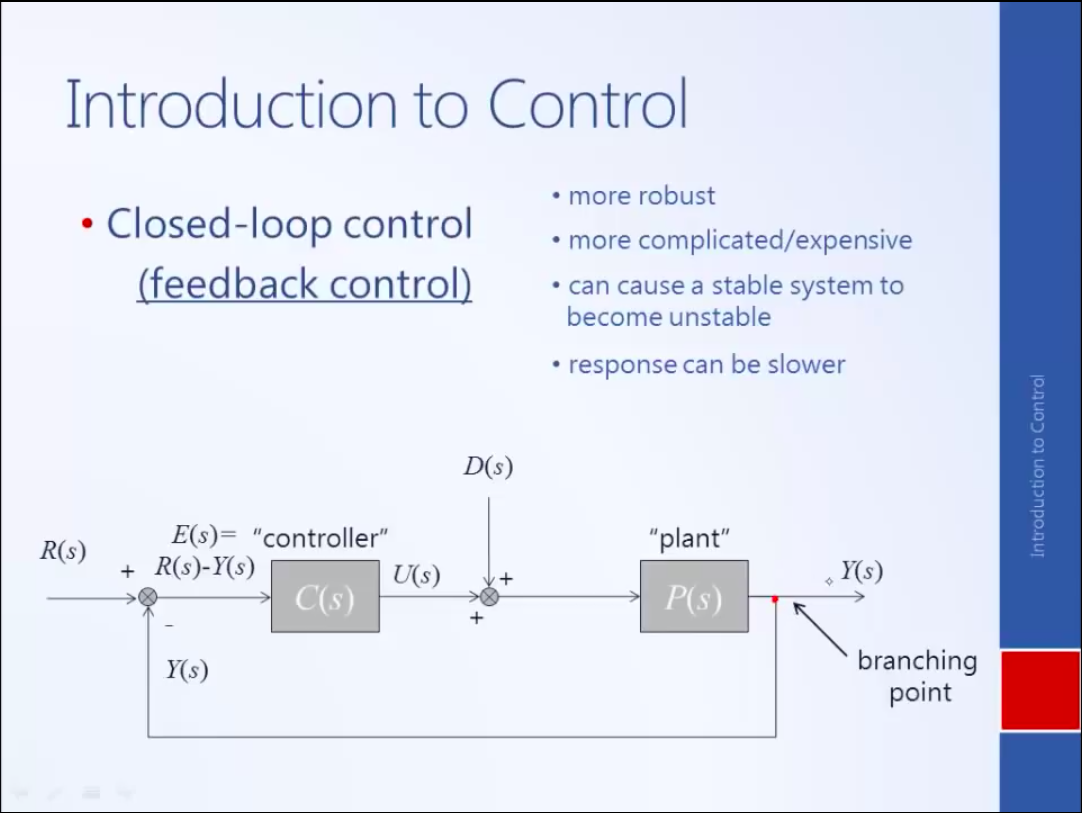 Introduction to Control
• Closed-loop control
(feedback control)
• more robust
• more complicated/expensive
• can cause a stable system to
become unstable
• response can be slower
Introduction to Control
D(s)
R(s)
+
E(s)=
R(s)-Y(s)
"controller"
C(s)
U(s)
+
+
"plant"
P(s)
Y(s)
-
Y(s)
branching
point